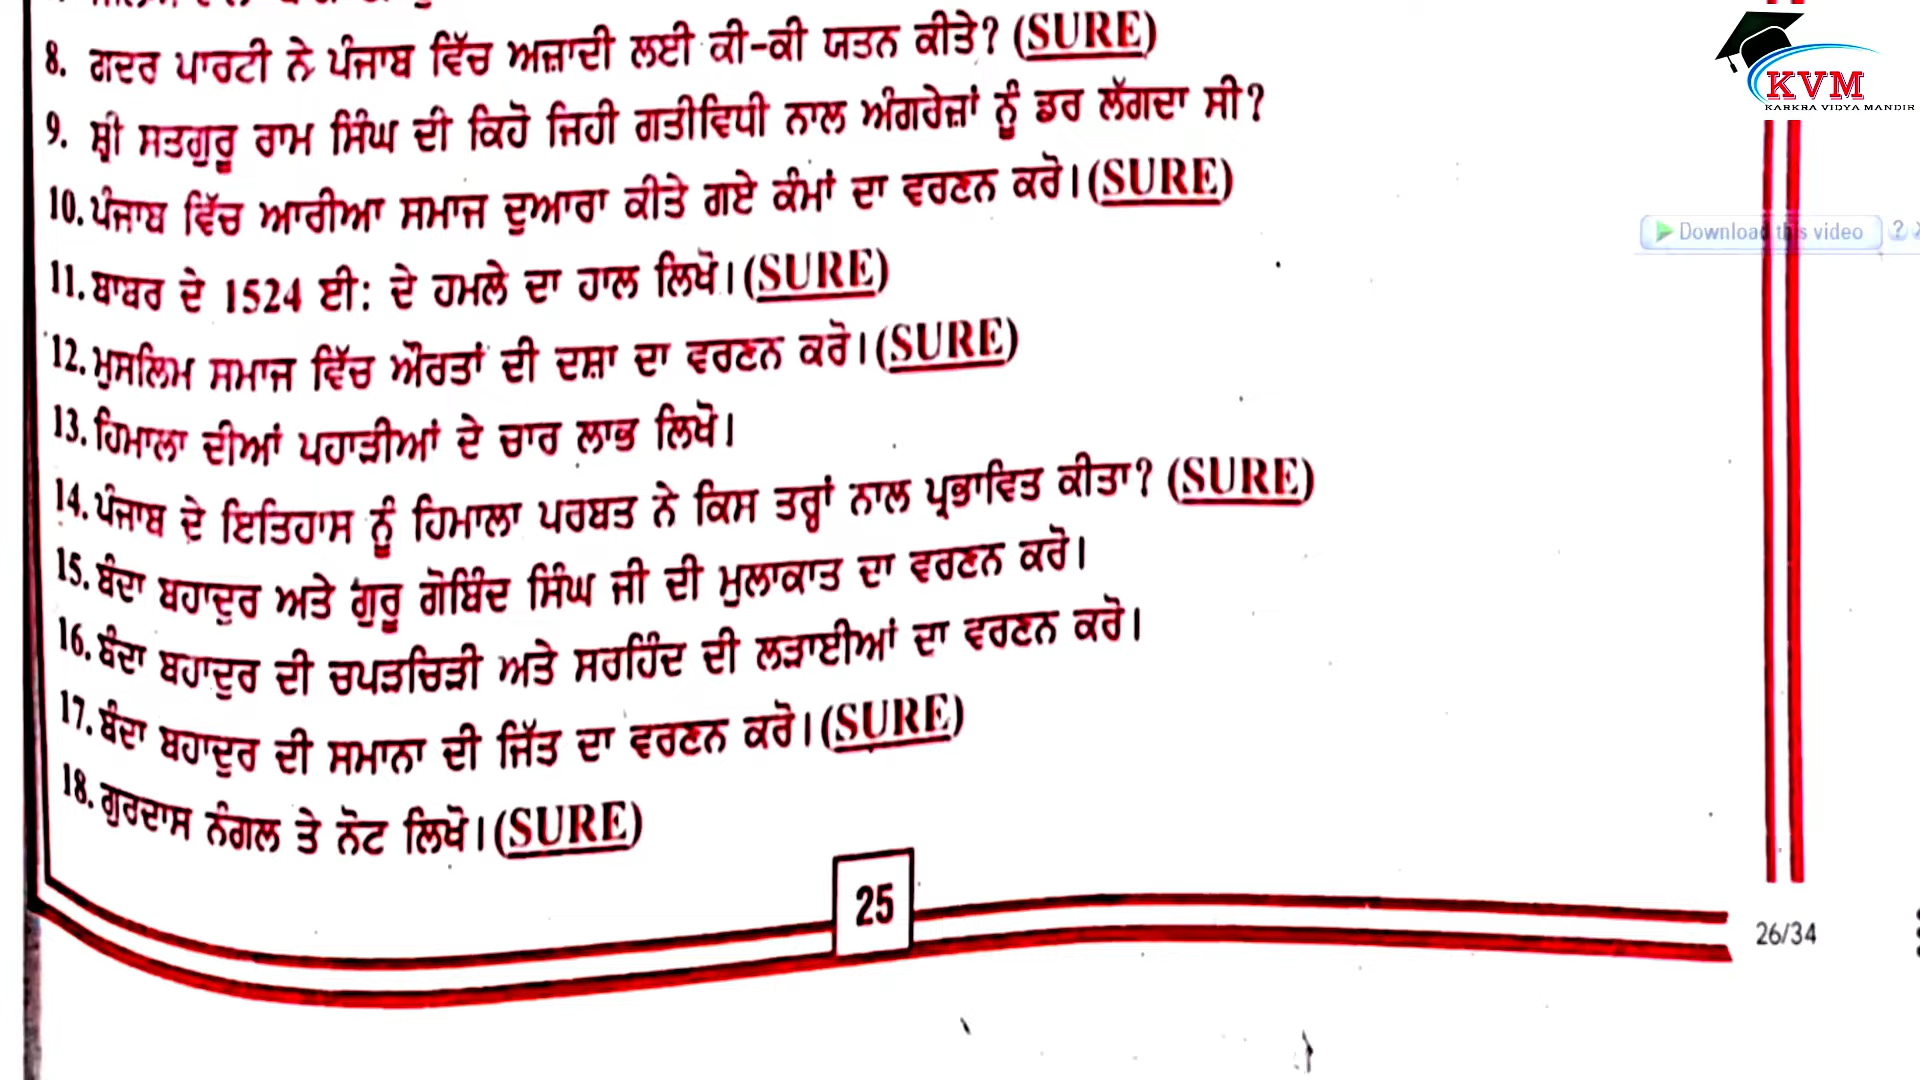 8. ਗਦਰ ਪਾਰਟੀ ਨੇ ਪੰਜਾਬ ਵਿੱਚ ਅਜ਼ਾਦੀ ਲਈ ਕੀ-ਕੀ ਯਤਨ ਕੀਤੇ? (SURE)
9. ਸ਼੍ਰੀ ਸਤਗੁਰੂ ਰਾਮ ਸਿੰਘ ਦੀ ਕਿਹੋ ਜਿਹੀ ਗਤੀਵਿਧੀ ਨਾਲ ਅੰਗਰੇਜ਼ਾਂ ਨੂੰ ਡਰ ਲੱਗਦਾ ਸੀ?
10. ਪੰਜਾਬ ਵਿੱਚ ਆਰੀਆ ਸਮਾਜ ਦੁਆਰਾ ਕੀਤੇ ਗਏ ਕੰਮਾਂ ਦਾ ਵਰਣਨ ਕਰੋ। (SURE)
11. ਬਾਬਰ ਦੇ 1524 ਈ: ਦੇ ਹਮਲੇ ਦਾ ਹਾਲ ਲਿਖੋ। (SURE)
12. ਮੁਸਲਿਮ ਸਮਾਜ ਵਿੱਚ ਔਰਤਾਂ ਦੀ ਦਸ਼ਾ ਦਾ ਵਰਣਨ ਕਰੋ। (SURE)
13. ਹਿਮਾਲਾ ਦੀਆਂ ਪਹਾੜੀਆਂ ਦੇ ਚਾਰ ਲਾਭ ਲਿਖੋ।
14. ਪੰਜਾਬ ਦੇ ਇਤਿਹਾਸ ਨੂੰ ਹਿਮਾਲਾ ਪਰਬਤ ਨੇ ਕਿਸ ਤਰ੍ਹਾਂ ਨਾਲ ਪ੍ਰਭਾਵਿਤ ਕੀਤਾ? (SURE)
15. ਬੰਦਾ ਬਹਾਦੁਰ ਅਤੇ ਗੁਰੂ ਗੋਬਿੰਦ ਸਿੰਘ ਜੀ ਦੀ ਮੁਲਾਕਾਤ ਦਾ ਵਰਣਨ ਕਰੋ।
16. ਬੰਦਾ ਬਹਾਦੁਰ ਦੀ ਚਪੜਚਿੜੀ ਅਤੇ ਸਰਹਿੰਦ ਦੀ ਲੜਾਈਆਂ ਦਾ ਵਰਣਨ ਕਰੋ।
17. ਬੰਦਾ ਬਹਾਦੁਰ ਦੀ ਸਮਾਨਾ ਦੀ ਜਿੱਤ ਦਾ ਵਰਣਨ ਕਰੋ। (SURE)
18. ਗੁਰਦਾਸ ਨੰਗਲ ਤੇ ਨੋਟ ਲਿਖੋ। (SURE)
25
26/34
KVM
KARKRA VIDYA MANDIR
Download this video ?